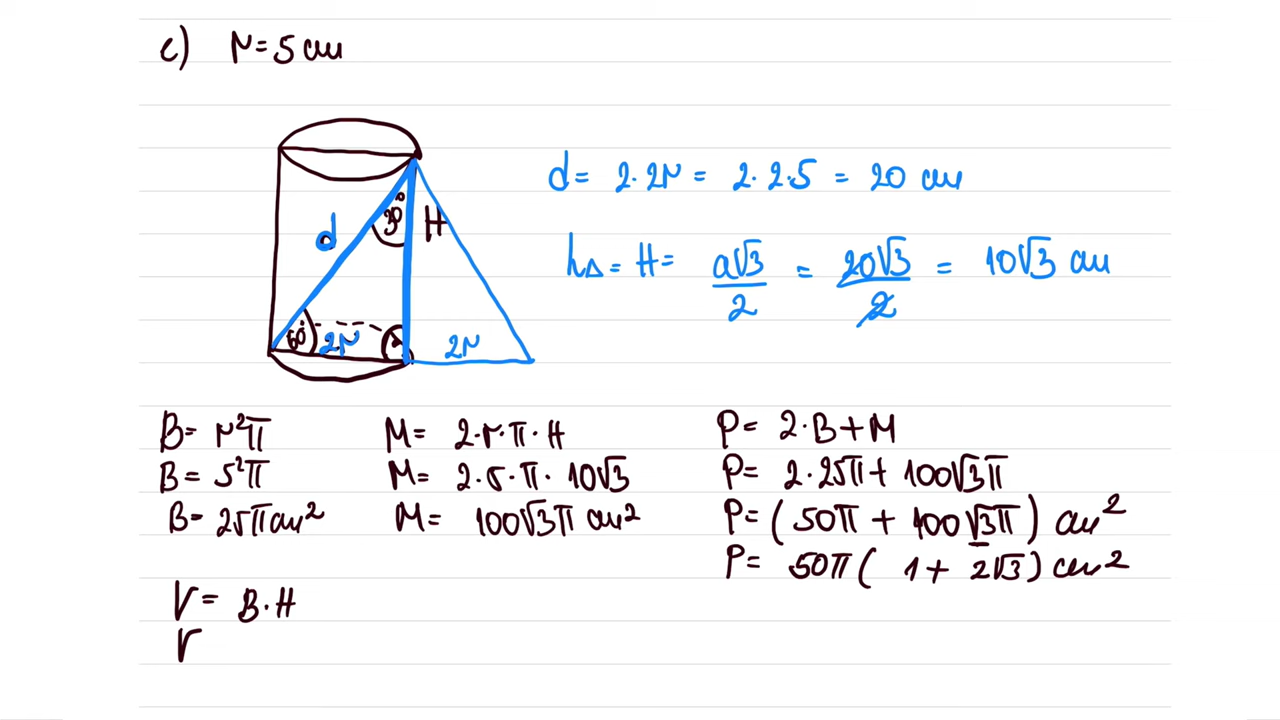 c) r = 5 cm
d = 2·2r = 2·2·5 = 20 cm
30°
d
H
h△ = H = a√3/2 = 20√3/2 = 10√3 cm
60°
2r
2r
B = r²π
B = 5²π
B = 25π cm²
M = 2·r·π·H
M = 2·5·π·10√3
M = 100√3π cm²
P = 2·B+M
P = 2·25π + 100√3π
P = (50π + 100√3π) cm²
P = 50π(1 + 2√3) cm²
V = B·H
V